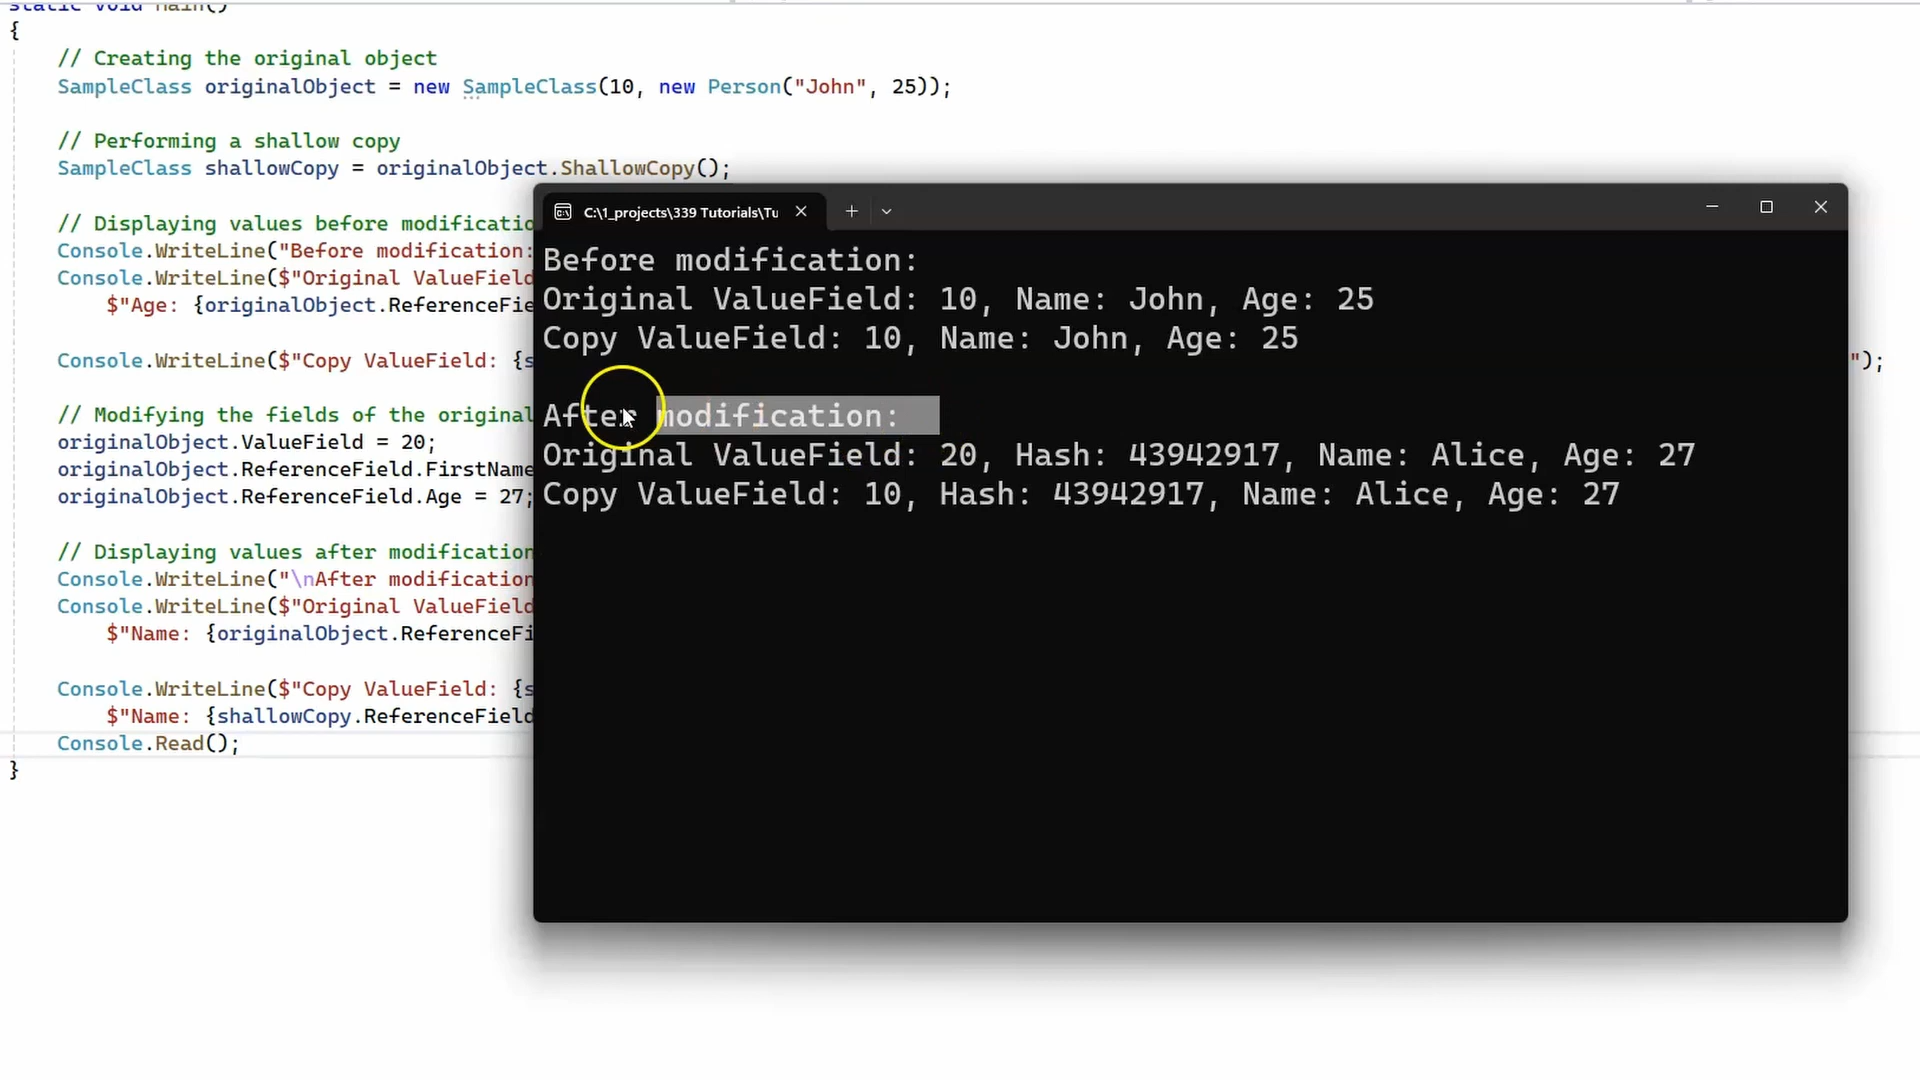 static void Main()
{
// Creating the original object
SampleClass originalObject = new SampleClass(10, new Person("John", 25));
// Performing a shallow copy
SampleClass shallowCopy = originalObject.ShallowCopy();
// Displaying values before modificatio
Console.WriteLine("Before modification:
Console.WriteLine($"Original ValueField
$"Age: {originalObject.ReferenceFie
Console.WriteLine($"Copy ValueField: {s
");
// Modifying the fields of the original
originalObject.ValueField = 20;
originalObject.ReferenceField.FirstName
originalObject.ReferenceField.Age = 27;
// Displaying values after modification
Console.WriteLine("\nAfter modification
Console.WriteLine($"Original ValueField
$"Name: {originalObject.ReferenceFi
Console.WriteLine($"Copy ValueField: {s
$"Name: {shallowCopy.ReferenceField
Console.Read();
}
C:\1_projects\339 Tutorials\Tu
Before modification:
Original ValueField: 10, Name: John, Age: 25
Copy ValueField: 10, Name: John, Age: 25
After modification:
Original ValueField: 20, Hash: 43942917, Name: Alice, Age: 27
Copy ValueField: 10, Hash: 43942917, Name: Alice, Age: 27